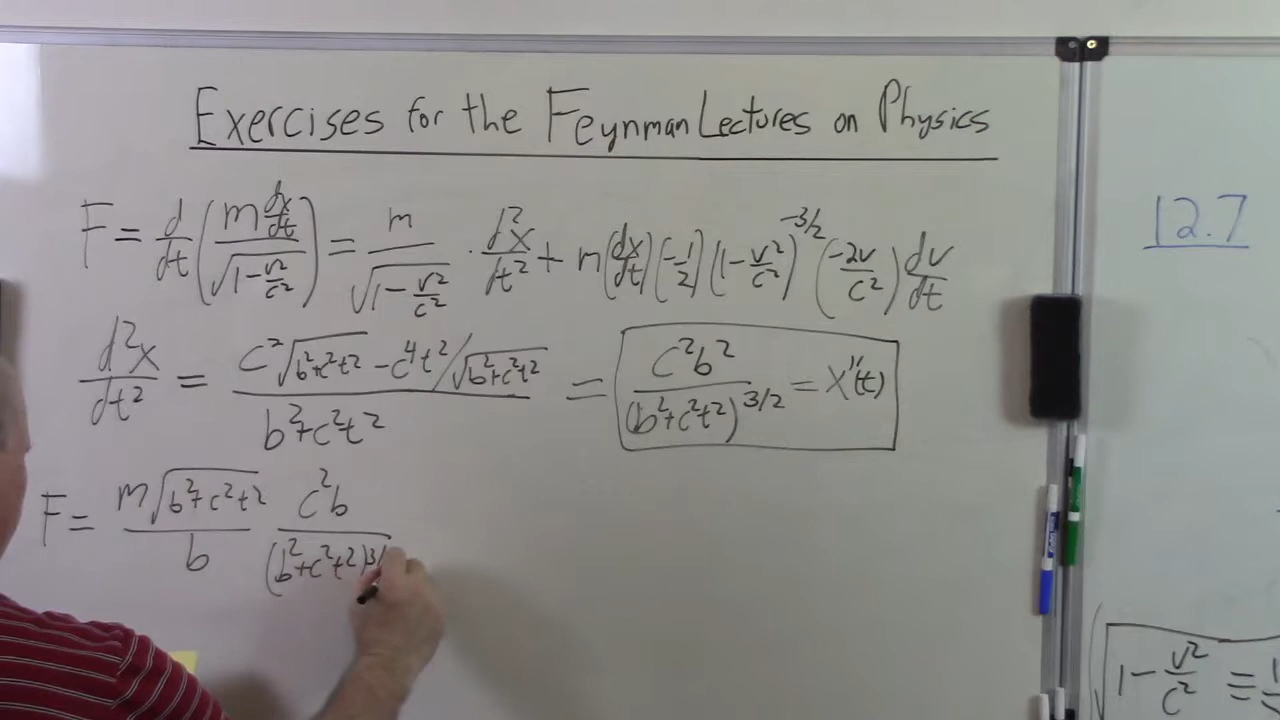 Exercises for the Feynman Lectures on Physics
F = d/dt (m dx/dt / √(1 - v²/c²)) = m / √(1 - v²/c²) · d²x/dt² + m(dx/dt)(-1/2)(1 - v²/c²)^(-3/2) (-2v/c²) dv/dt
12.7
d²x/dt² = (c²√(b²+c²t²) - c⁴t²/√(b²+c²t²)) / (b²+c²t²) = c²b² / (b²+c²t²)^(3/2) = x''(t)
F = m√(b²+c²t²) / b c²b / (b²+c²t²)^(3/
√(1 - v²/c²) =